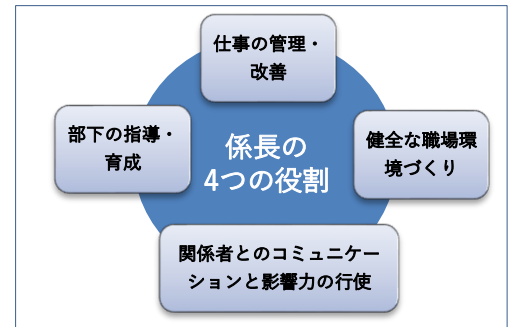 仕事の管理・
改善
部下の指導・
育成
係長の
4つの役割
健全な職場環
境づくり
関係者とのコミュニケー
ションと影響力の行使